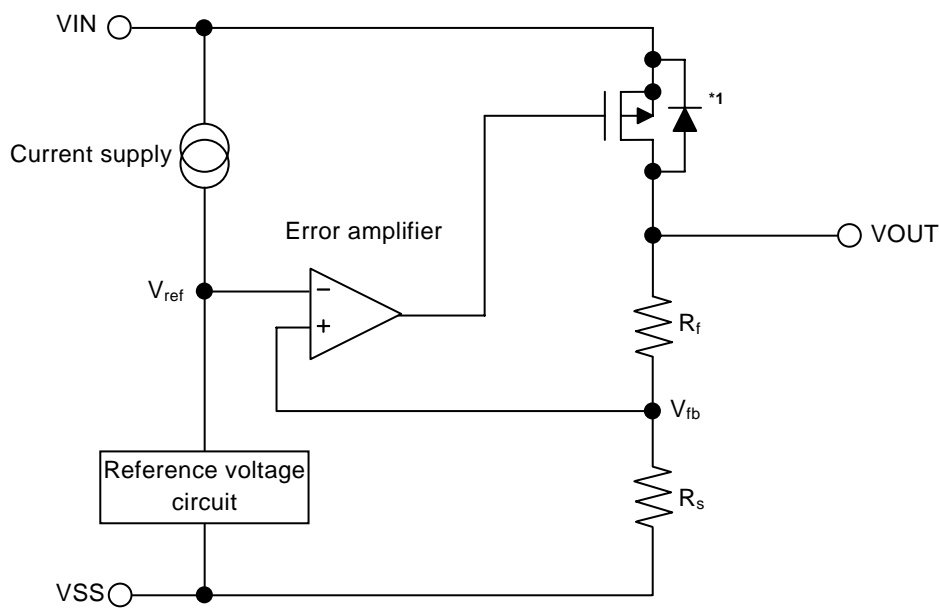 VIN
*1
Current supply
Error amplifier
VOUT
Vref
−
+
Rf
Vfb
Reference voltage
circuit
Rs
VSS